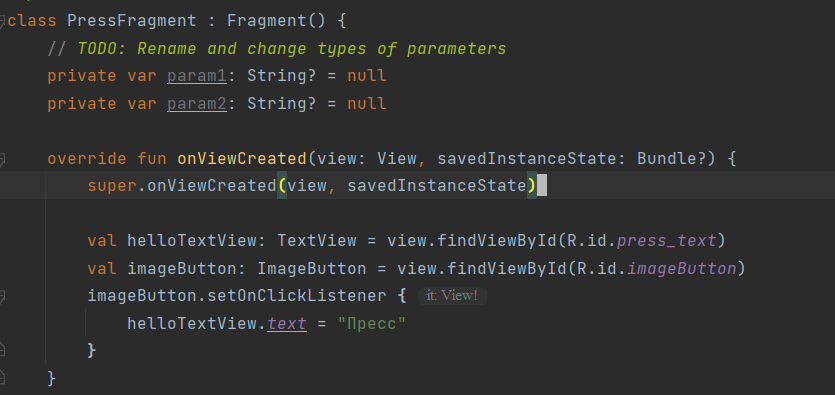 class PressFragment : Fragment() {
// TODO: Rename and change types of parameters
private var param1: String? = null
private var param2: String? = null
override fun onViewCreated(view: View, savedInstanceState: Bundle?) {
super.onViewCreated(view, savedInstanceState)
val helloTextView: TextView = view.findViewById(R.id.press_text)
val imageButton: ImageButton = view.findViewById(R.id.imageButton)
imageButton.setOnClickListener { it: View!
helloTextView.text = "Пресс"
}
}